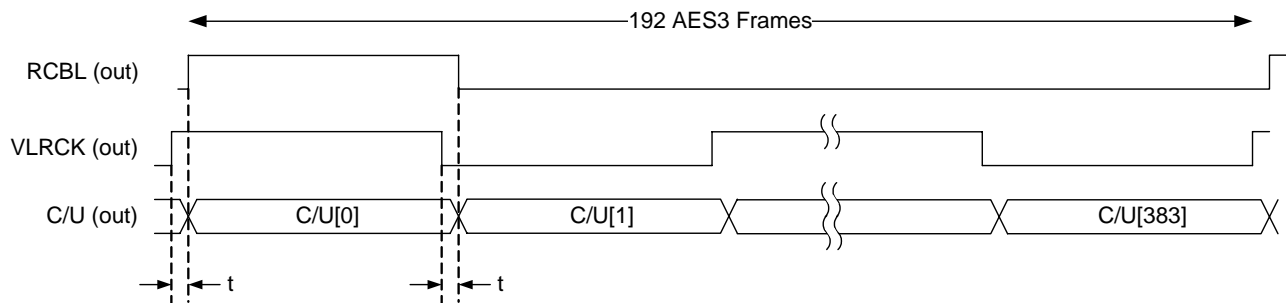 192 AES3 Frames
RCBL (out)
VLRCK (out)
C/U (out)
C/U[0]
C/U[1]
C/U[383]
t
t